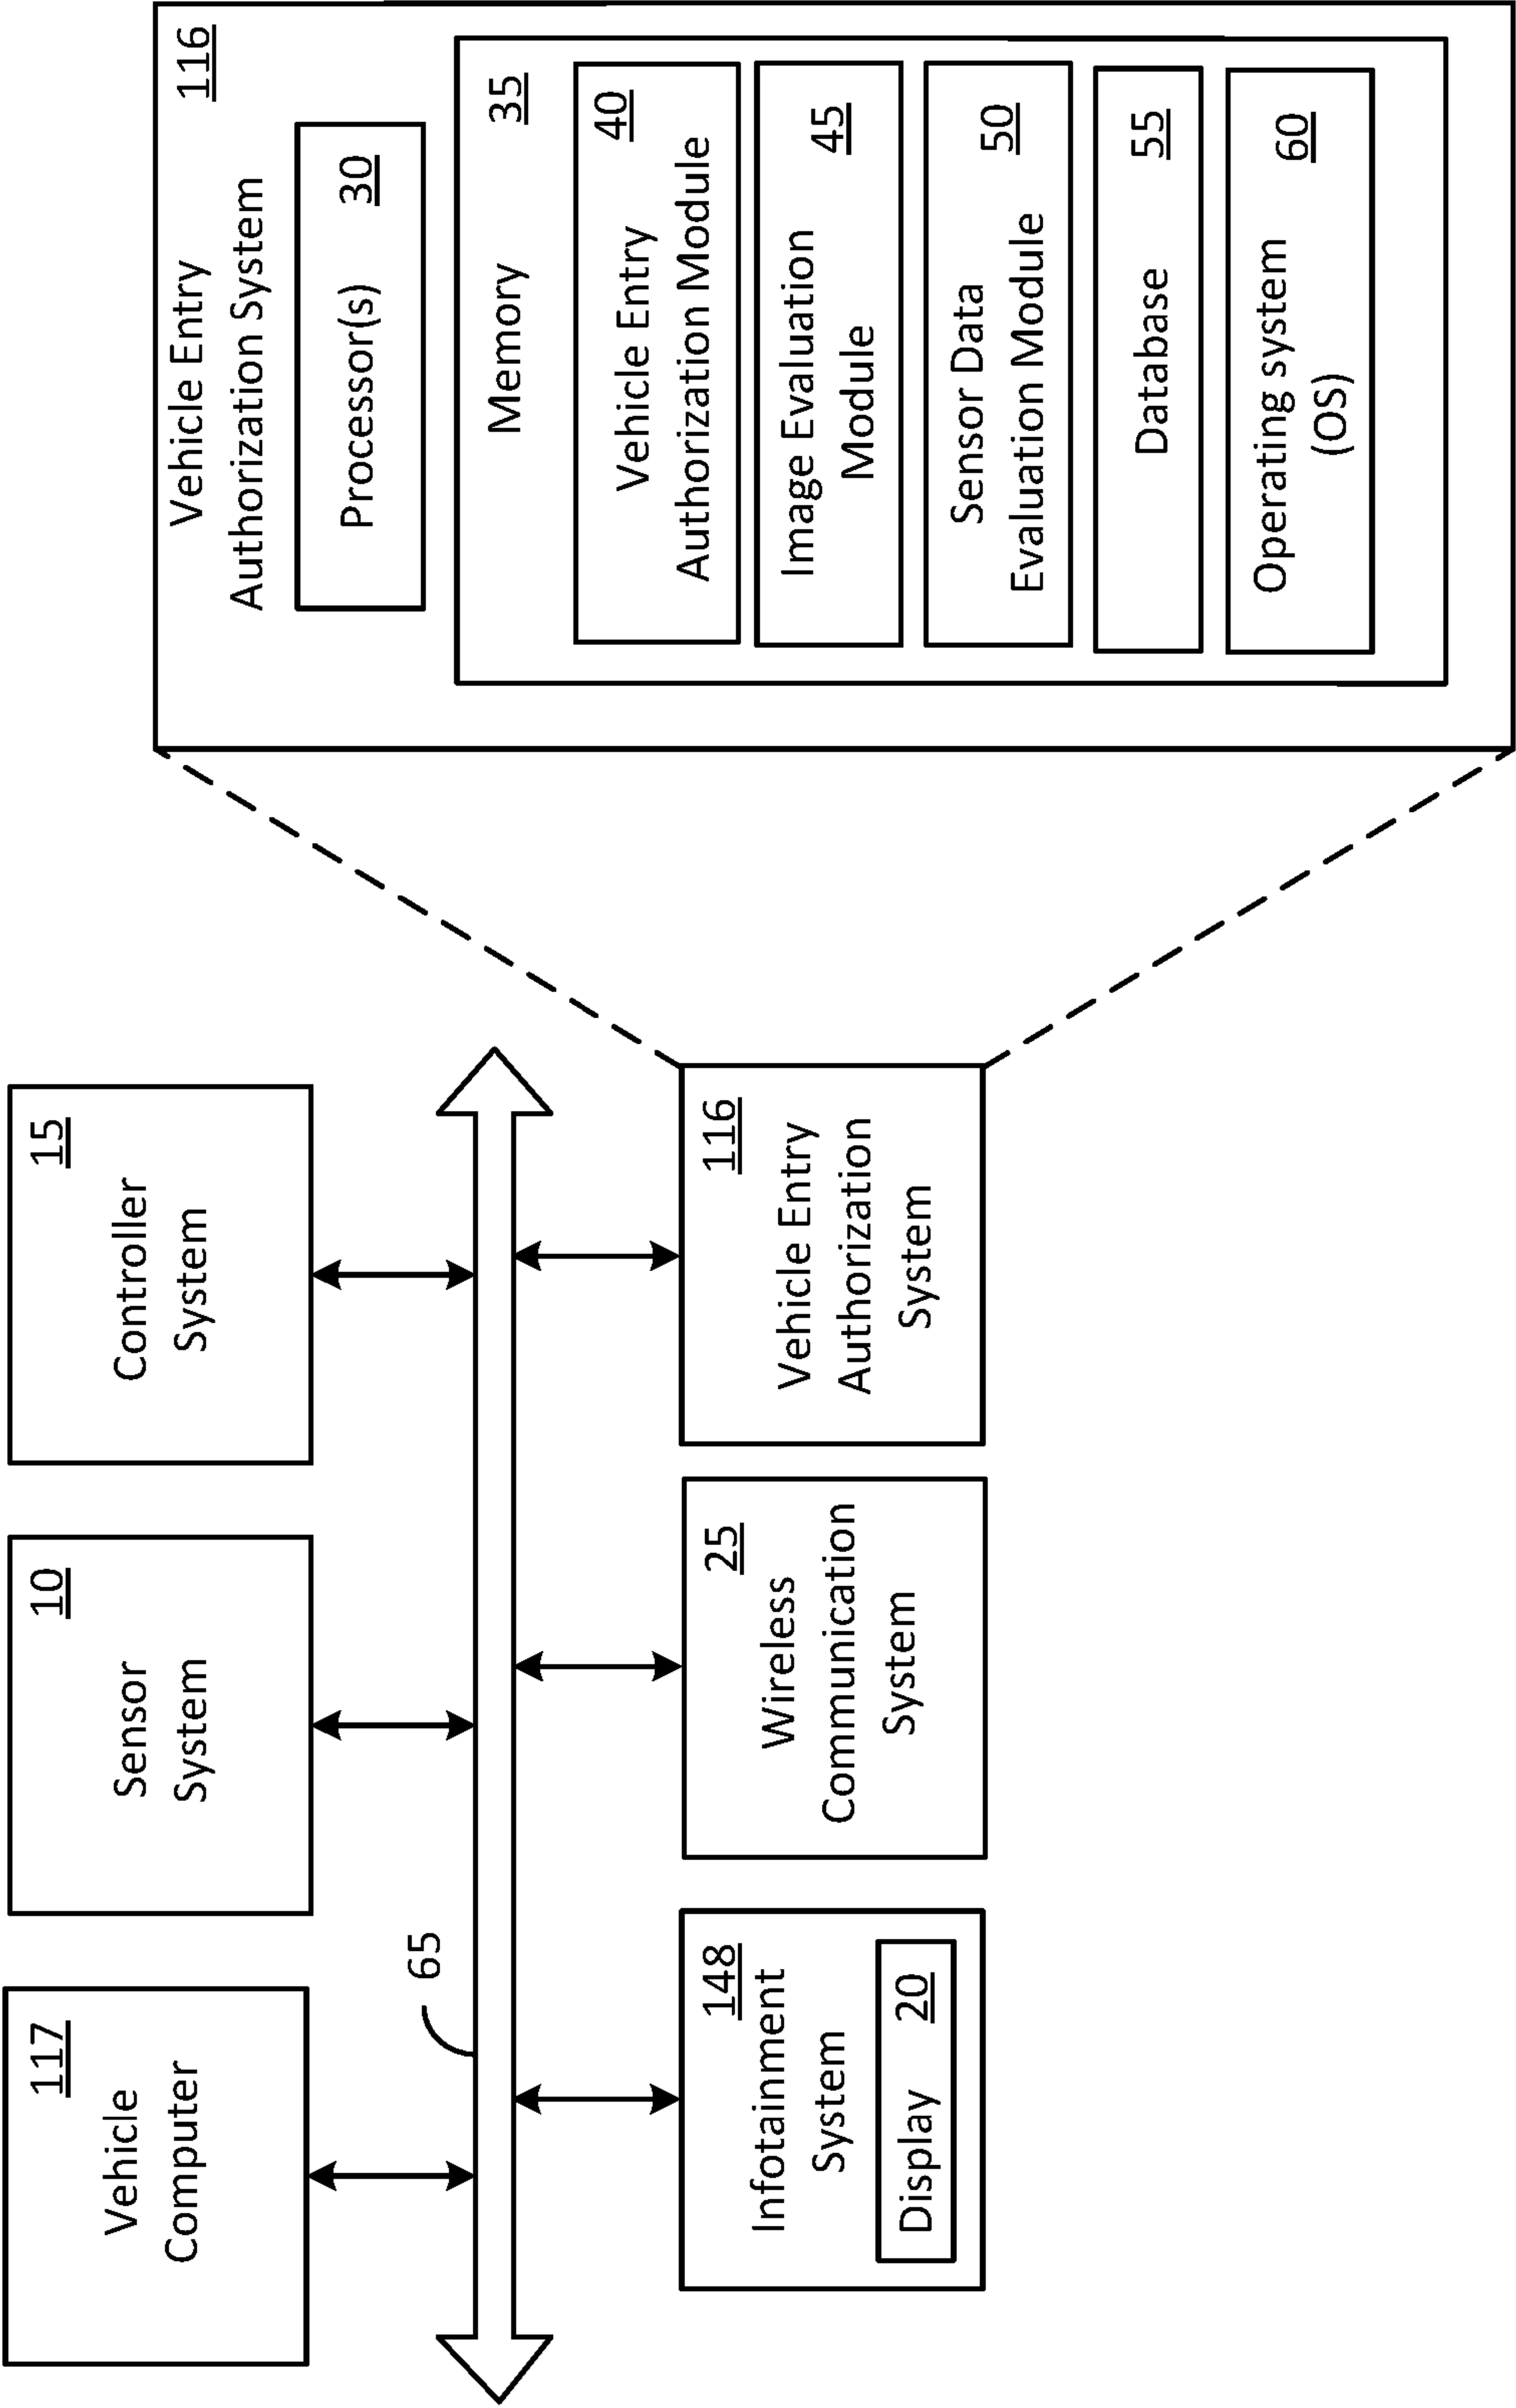 117
Vehicle
Computer
10
Sensor
System
15
Controller
System
65
148
Infotainment
System
Display 20
25
Wireless
Communication
System
116
Vehicle Entry
Authorization
System
Vehicle Entry 116
Authorization System
Processor(s) 30
Memory 35
40
Vehicle Entry
Authorization Module
Image Evaluation 45
Module
Sensor Data 50
Evaluation Module
Database 55
Operating system 60
(OS)